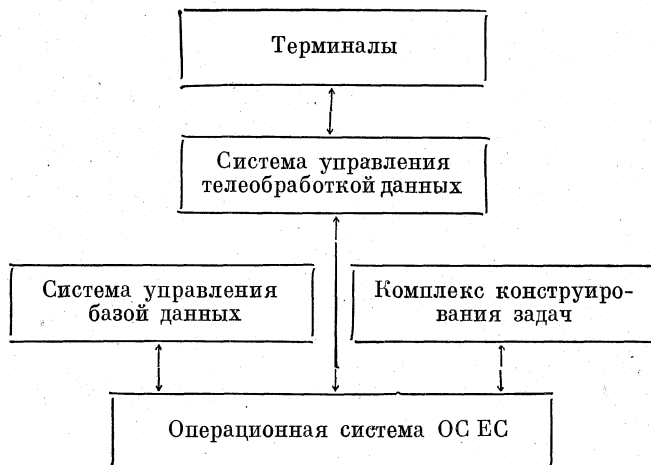 Терминалы
Система управления
телеобработкой данных
Система управления
базой данных
Комплекс конструиро-
вания задач
Операционная система ОС ЕС